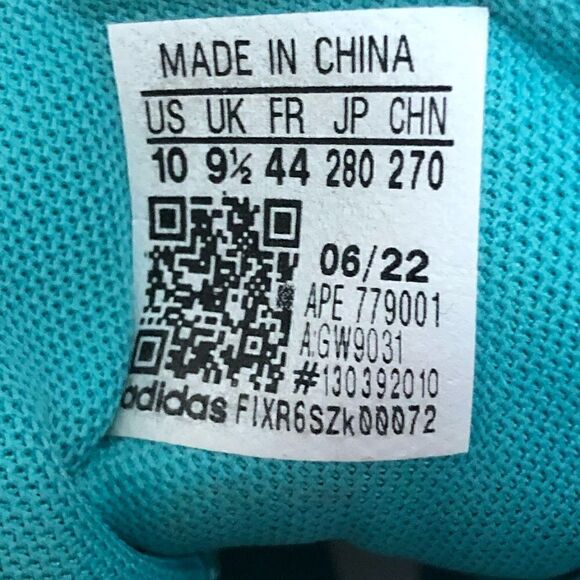 MADE IN CHINA
US UK FR JP CHN
10 9½ 44 280 270
06/22
APE 779001
A:GW9031
#130392010
adidas FIXR6SZk00072